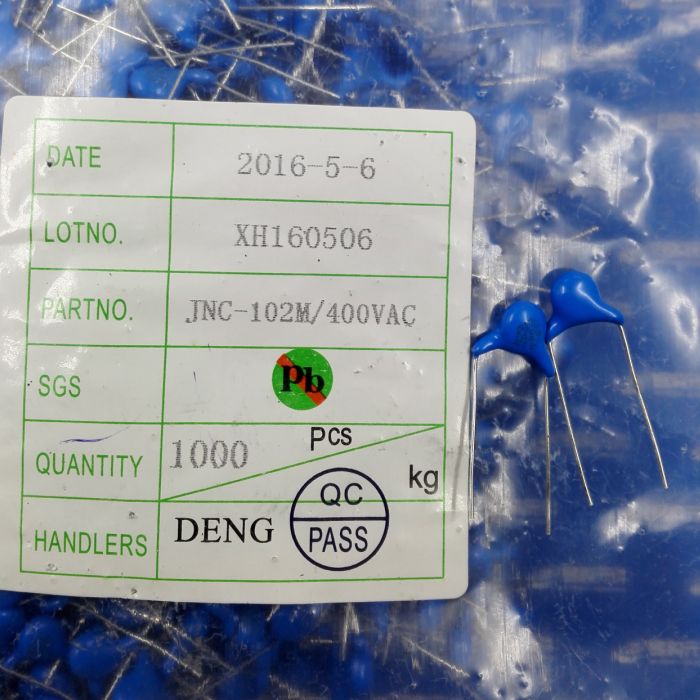 DATE 2016-5-6
LOTNO. XH160506
PARTNO. JNC-102M/400VAC
SGS Pb
QUANTITY 1000 PCS
kg
HANDLERS DENG QC
PASS